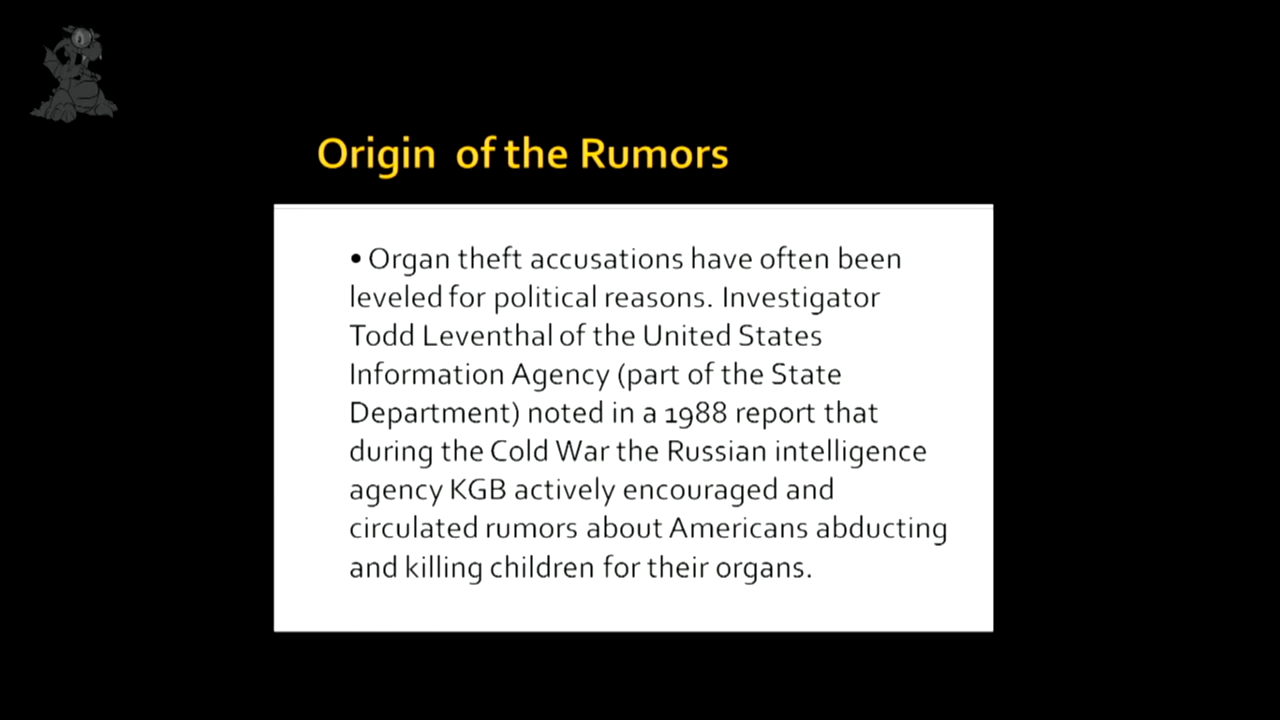 Origin of the Rumors
• Organ theft accusations have often been
leveled for political reasons. Investigator
Todd Leventhal of the United States
Information Agency (part of the State
Department) noted in a 1988 report that
during the Cold War the Russian intelligence
agency KGB actively encouraged and
circulated rumors about Americans abducting
and killing children for their organs.